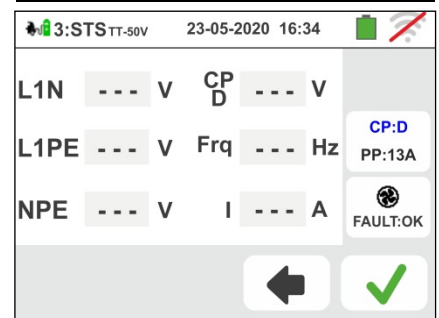 3:STS TT-50V 23-05-2020 16:34
L1N --- V CP D --- V
CP:D
L1PE --- V Frq --- Hz PP:13A
NPE --- V I --- A FAULT:OK